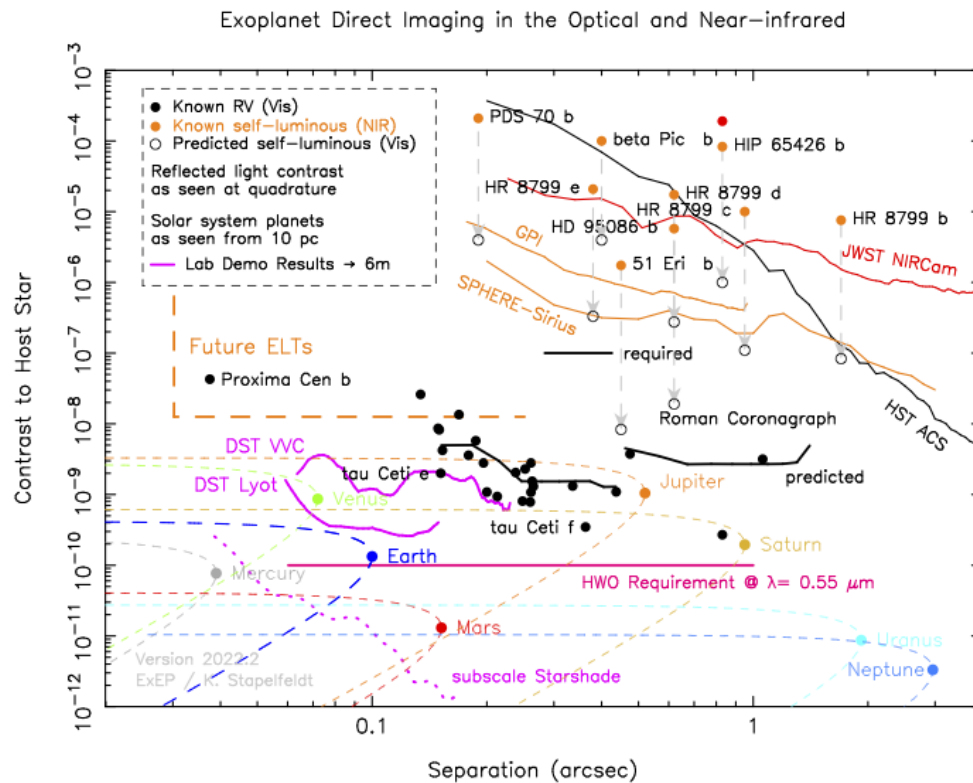 Exoplanet Direct Imaging in the Optical and Near-infrared
Contrast to Host Star
10⁻³
10⁻⁴
10⁻⁵
10⁻⁶
10⁻⁷
10⁻⁸
10⁻⁹
10⁻¹⁰
10⁻¹¹
10⁻¹²
Known RV (Vis)
Known self-luminous (NIR)
Predicted self-luminous (Vis)
Reflected light contrast
as seen at quadrature
Solar system planets
as seen from 10 pc
Lab Demo Results → 6m
PDS 70 b
beta Pic b
HIP 65426 b
HR 8799 e
HR 8799 d
HR 8799 c
HD 95086 b
HR 8799 b
51 Eri b
GPI
SPHERE-Sirius
JWST NIRCam
HST ACS
Future ELTs
required
Proxima Cen b
Roman Coronagraph
predicted
DST VVC
tau Ceti e
DST Lyot
Venus
Jupiter
tau Ceti f
Saturn
Earth
Mercury
HWO Requirement @ λ= 0.55 μm
Mars
Uranus
Neptune
Version 2022.2
ExEP / K. Stapelfeldt
subscale Starshade
0.1
1
Separation (arcsec)